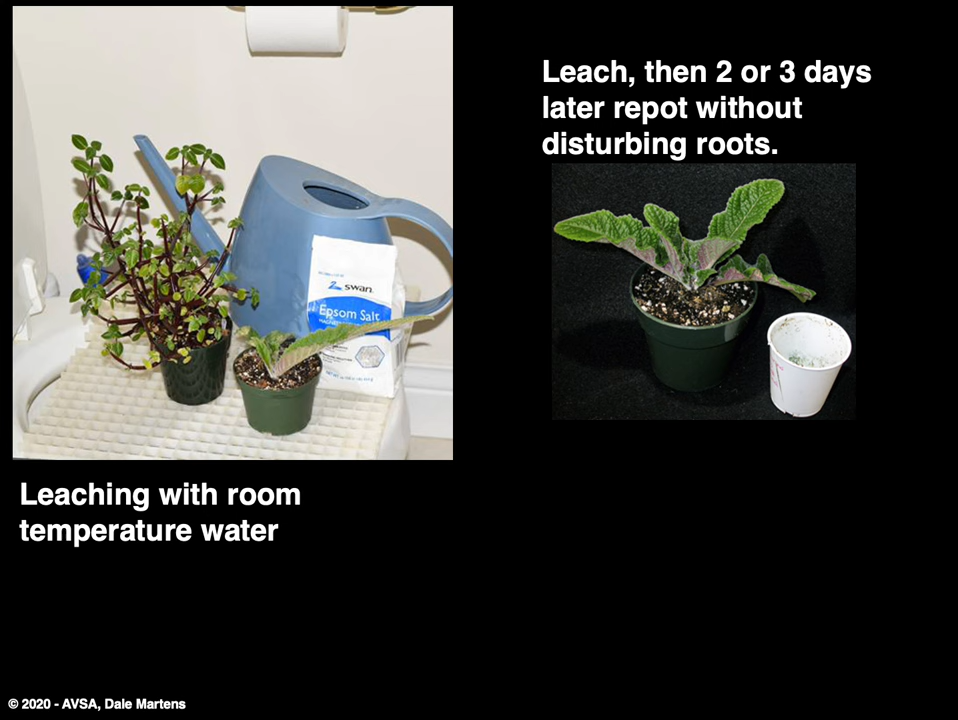 Leach, then 2 or 3 days
later repot without
disturbing roots.
swan
Epsom Salt
Leaching with room
temperature water
© 2020 - AVSA, Dale Martens